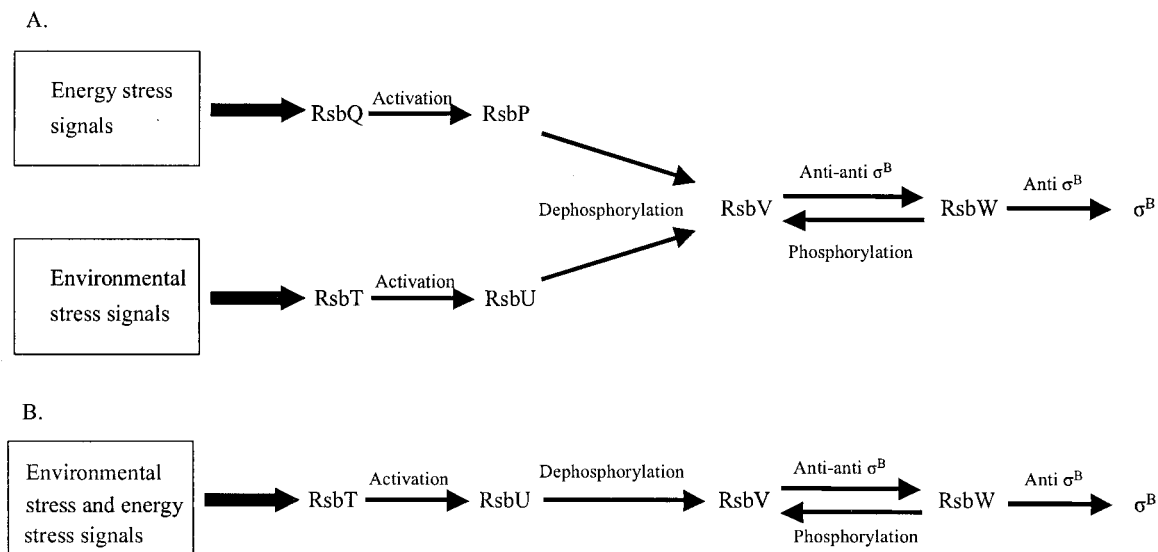 A.
Energy stress
signals
RsbQ
Activation
RsbP
Dephosphorylation
RsbV
Anti-anti σᴮ
Phosphorylation
RsbW
Anti σᴮ
σᴮ
Environmental
stress signals
RsbT
Activation
RsbU
B.
Environmental
stress and energy
stress signals
RsbT
Activation
RsbU
Dephosphorylation
RsbV
Anti-anti σᴮ
Phosphorylation
RsbW
Anti σᴮ
σᴮ